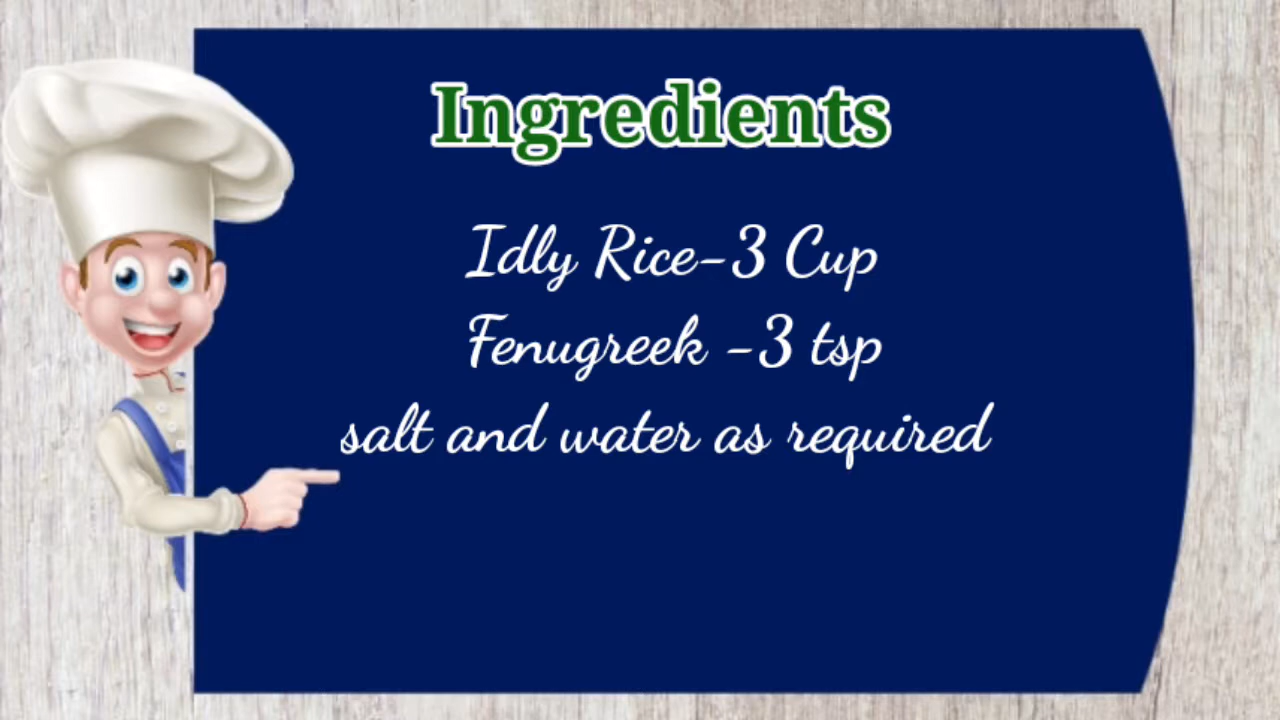 Ingredients
Idly Rice-3 Cup
Fenugreek -3 tsp
salt and water as required